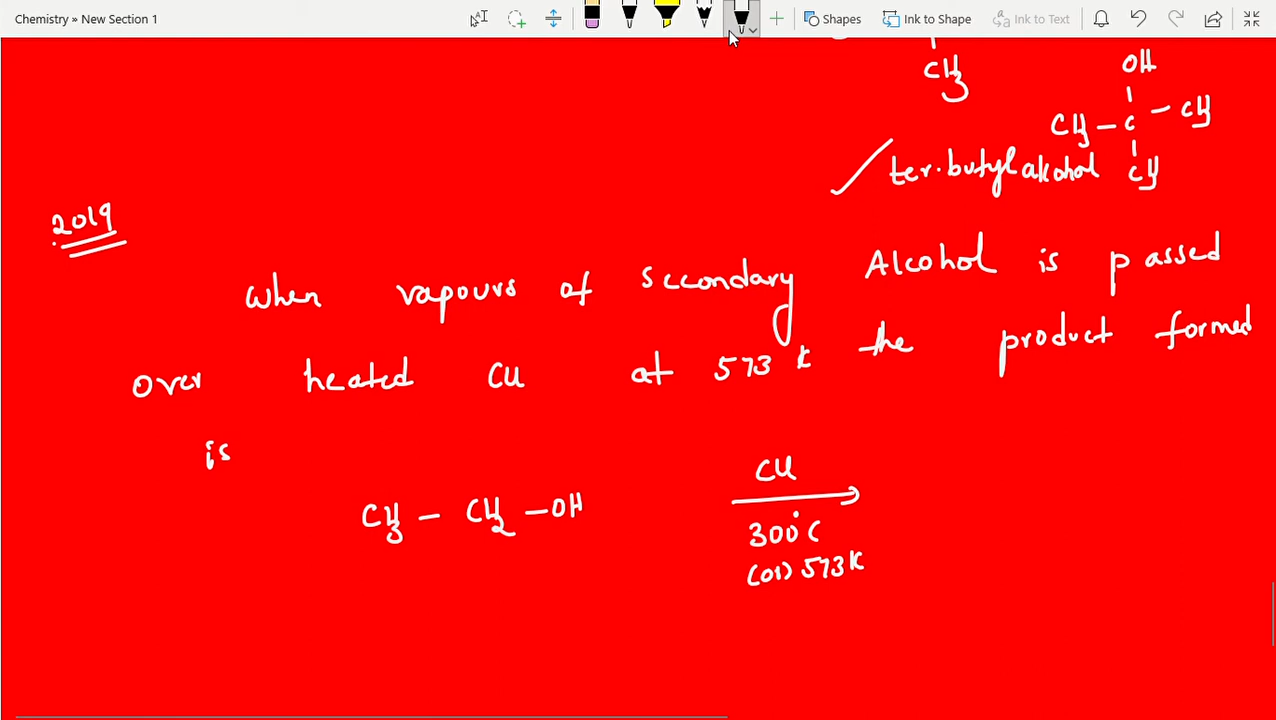 Chemistry » New Section 1
Shapes Ink to Shape Ink to Text
CH3
OH
CH3 – C – CH3
CH3
ter.butyl alcohol
2019
When vapours of secondary Alcohol is passed
over heated Cu at 573 K the product formed
is
CH3 – CH2 – OH
Cu
300°C
(or) 573K